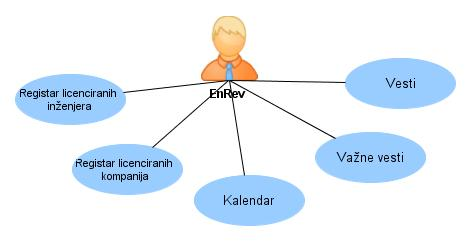 EnRev
Registar licenciranih
inženjera
Registar licenciranih
kompanija
Kalendar
Važne vesti
Vesti